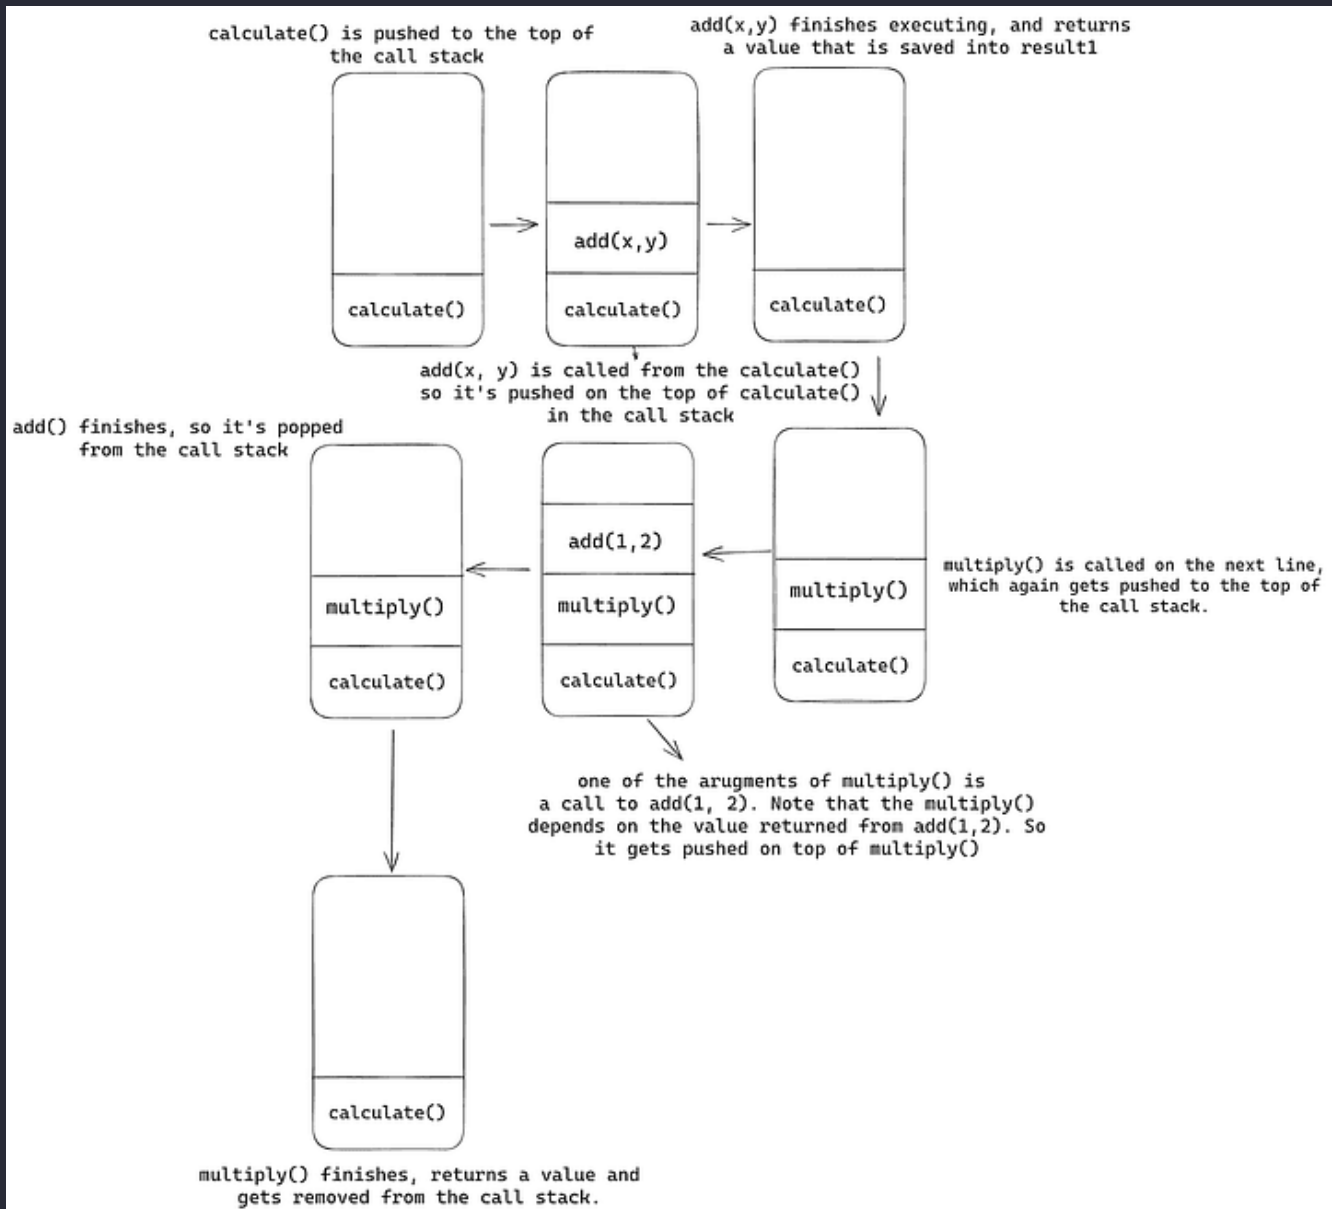 calculate() is pushed to the top of
the call stack
add(x,y) finishes executing, and returns
a value that is saved into result1
calculate()
add(x,y)
calculate()
calculate()
add(x, y) is called from the calculate()
so it's pushed on the top of calculate()
in the call stack
multiply()
calculate()
multiply() is called on the next line,
which again gets pushed to the top of
the call stack.
add(1,2)
multiply()
calculate()
one of the arugments of multiply() is
a call to add(1, 2). Note that the multiply()
depends on the value returned from add(1,2). So
it gets pushed on top of multiply()
add() finishes, so it's popped
from the call stack
multiply()
calculate()
calculate()
multiply() finishes, returns a value and
gets removed from the call stack.